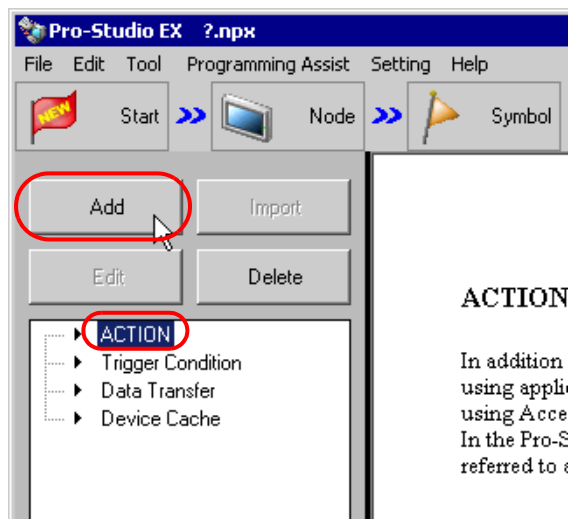 Pro-Studio EX ?.npx
File Edit Tool Programming Assist Setting Help
NEW Start Node Symbol
Add Import
Edit Delete
ACTION
Trigger Condition
Data Transfer
Device Cache
ACTION
In addition
using appli
using Acce
In the Pro-S
referred to a